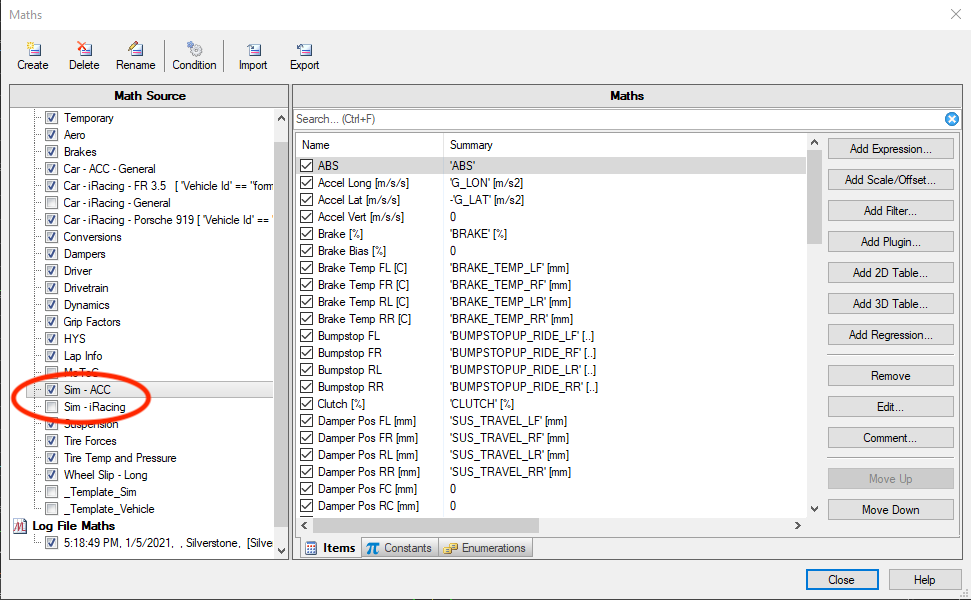 Maths
Create Delete Rename Condition Import Export
Math Source
Temporary
Aero
Brakes
Car - ACC - General
Car - iRacing - FR 3.5 [ 'Vehicle Id' == "form
Car - iRacing - General
Car - iRacing - Porsche 919 [ 'Vehicle Id' == "
Conversions
Dampers
Driver
Drivetrain
Dynamics
Grip Factors
HYS
Lap Info
MoTeC
Sim - ACC
Sim - iRacing
Suspension
Tire Forces
Tire Temp and Pressure
Wheel Slip - Long
_Template_Sim
_Template_Vehicle
Log File Maths
5:18:49 PM, 1/5/2021, , Silverstone, [Silve
Maths
Search... (Ctrl+F)
Name Summary
ABS 'ABS'
Accel Long [m/s/s] 'G_LON' [m/s2]
Accel Lat [m/s/s] -'G_LAT' [m/s2]
Accel Vert [m/s/s] 0
Brake [%] 'BRAKE' [%]
Brake Bias [%] 0
Brake Temp FL [C] 'BRAKE_TEMP_LF' [mm]
Brake Temp FR [C] 'BRAKE_TEMP_RF' [mm]
Brake Temp RL [C] 'BRAKE_TEMP_LR' [mm]
Brake Temp RR [C] 'BRAKE_TEMP_RR' [mm]
Bumpstop FL 'BUMPSTOPUP_RIDE_LF' [..]
Bumpstop FR 'BUMPSTOPUP_RIDE_RF' [..]
Bumpstop RL 'BUMPSTOPUP_RIDE_LR' [..]
Bumpstop RR 'BUMPSTOPUP_RIDE_RR' [..]
Clutch [%] 'CLUTCH' [%]
Damper Pos FL [mm] 'SUS_TRAVEL_LF' [mm]
Damper Pos FR [mm] 'SUS_TRAVEL_RF' [mm]
Damper Pos RL [mm] 'SUS_TRAVEL_LR' [mm]
Damper Pos RR [mm] 'SUS_TRAVEL_RR' [mm]
Damper Pos FC [mm] 0
Damper Pos RC [mm] 0
Items Constants Enumerations
Add Expression...
Add Scale/Offset...
Add Filter...
Add Plugin...
Add 2D Table...
Add 3D Table...
Add Regression...
Remove
Edit...
Comment...
Move Up
Move Down
Close Help